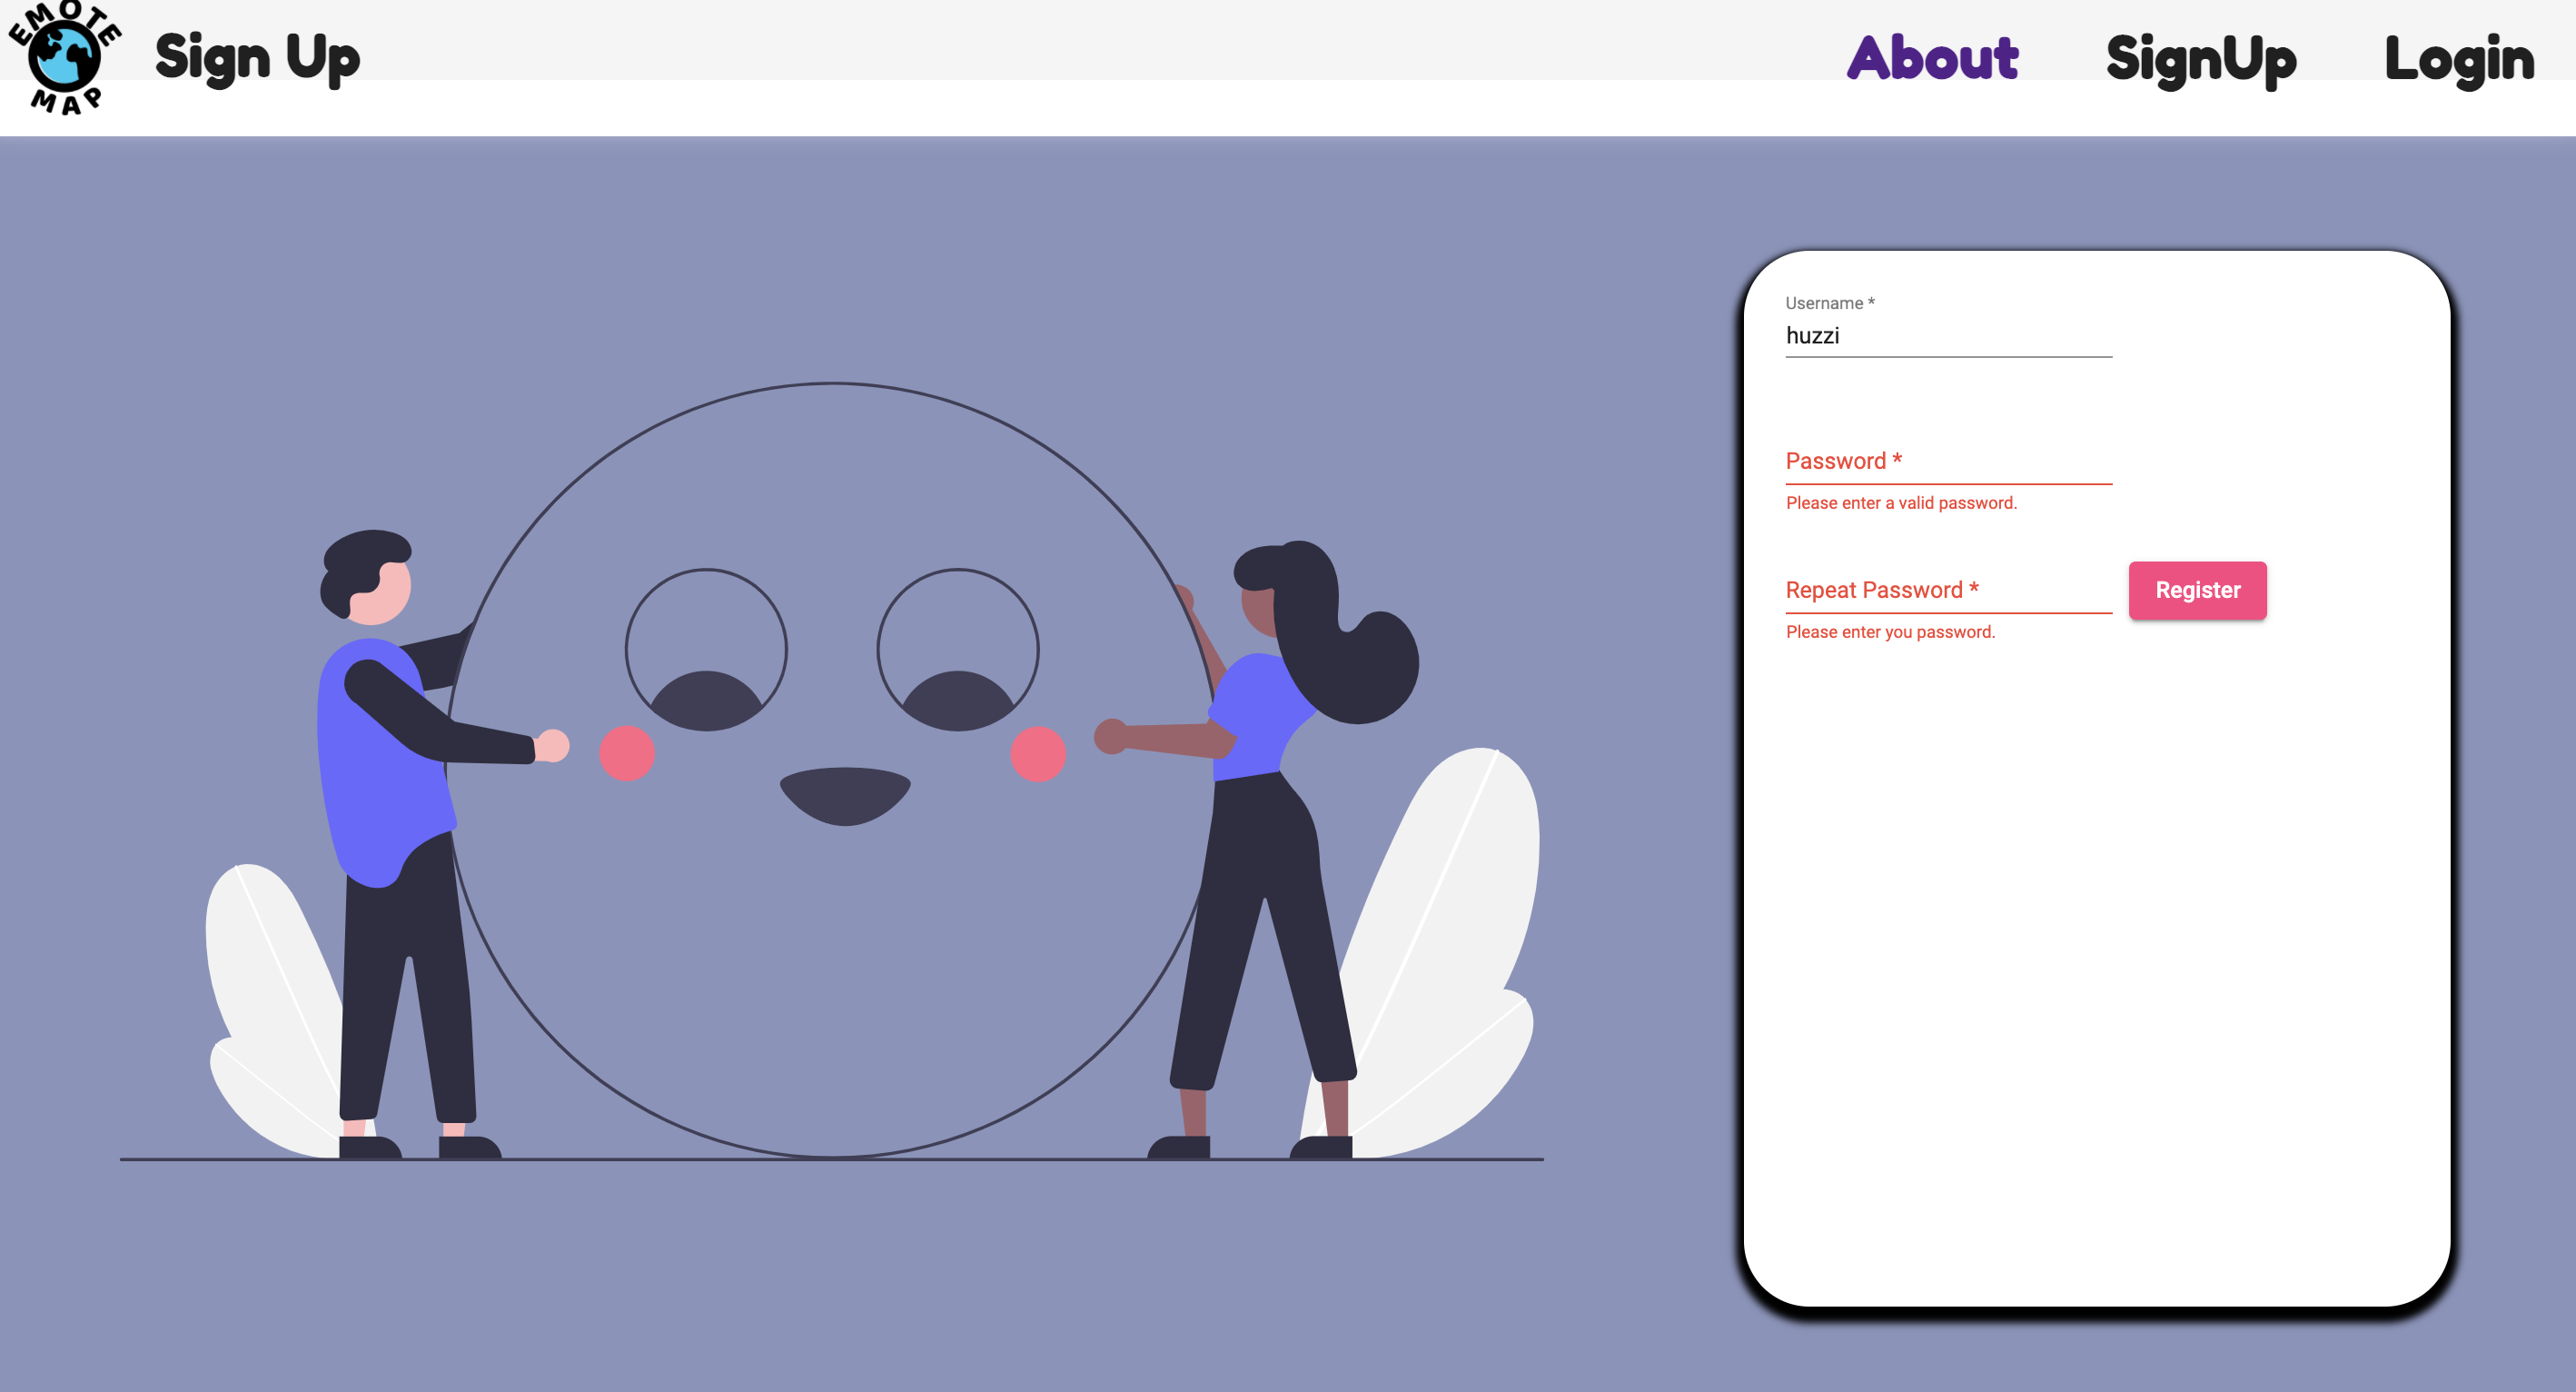 EMOTE
MAP
Sign Up
About
SignUp
Login
Username *
huzzi
Password *
Please enter a valid password.
Repeat Password *
Register
Please enter you password.